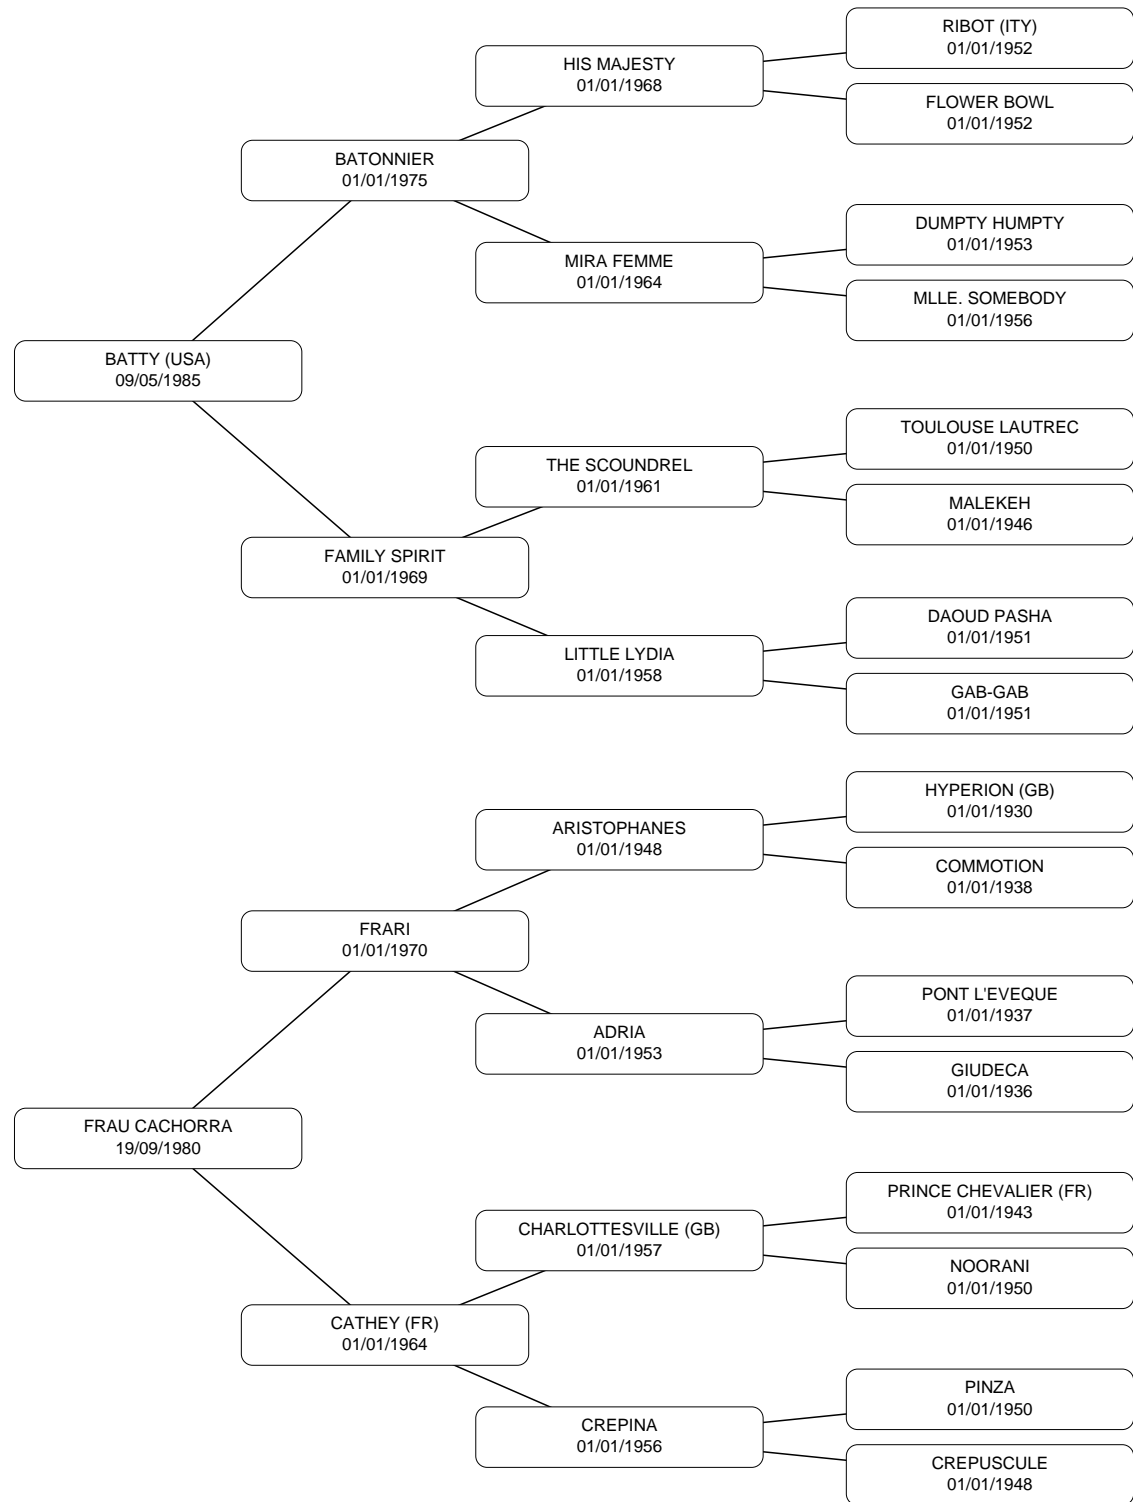 RIBOT (ITY)
01/01/1952
HIS MAJESTY
01/01/1968
FLOWER BOWL
01/01/1952
BATONNIER
01/01/1975
DUMPTY HUMPTY
01/01/1953
MIRA FEMME
01/01/1964
MLLE. SOMEBODY
01/01/1956
BATTY (USA)
09/05/1985
TOULOUSE LAUTREC
01/01/1950
THE SCOUNDREL
01/01/1961
MALEKEH
01/01/1946
FAMILY SPIRIT
01/01/1969
DAOUD PASHA
01/01/1951
LITTLE LYDIA
01/01/1958
GAB-GAB
01/01/1951
HYPERION (GB)
01/01/1930
ARISTOPHANES
01/01/1948
COMMOTION
01/01/1938
FRARI
01/01/1970
PONT L'EVEQUE
01/01/1937
ADRIA
01/01/1953
GIUDECA
01/01/1936
FRAU CACHORRA
19/09/1980
PRINCE CHEVALIER (FR)
01/01/1943
CHARLOTTESVILLE (GB)
01/01/1957
NOORANI
01/01/1950
CATHEY (FR)
01/01/1964
PINZA
01/01/1950
CREPINA
01/01/1956
CREPUSCULE
01/01/1948